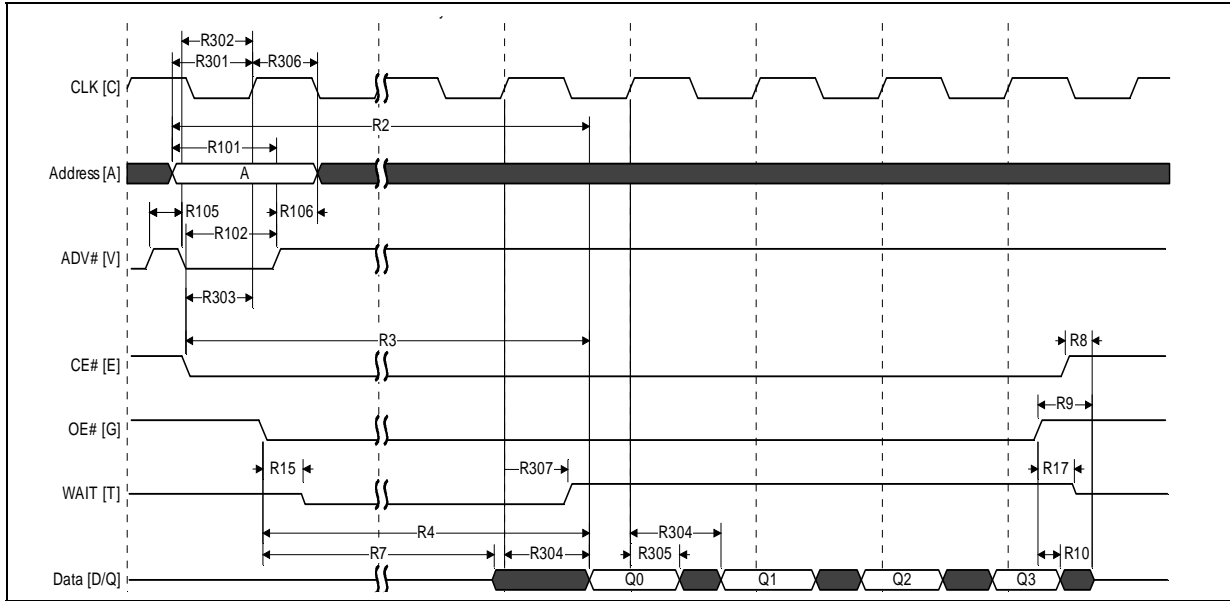 R302
R301 R306
CLK [C]
R2
R101
Address [A] A
R105 R106
R102
ADV# [V]
R303
R3
R8
CE# [E]
R9
OE# [G]
R15 R307 R17
WAIT [T]
R4 R304
R7 R304 R305 R10
Data [D/Q] Q0 Q1 Q2 Q3